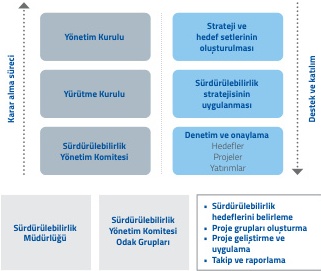 Karar alma süreci
Yönetim Kurulu
Strateji ve
hedef setlerinin
oluşturulması
Destek ve katılım
Yürütme Kurulu
Sürdürülebilirlik
stratejisinin
uygulanması
Sürdürülebilirlik
Yönetim Komitesi
Denetim ve onaylama
Hedefler
Projeler
Yatırımlar
Sürdürülebilirlik
Müdürlüğü
Sürdürülebilirlik
Yönetim Komitesi
Odak Grupları
• Sürdürülebilirlik
hedeflerini belirleme
• Proje grupları oluşturma
• Proje geliştirme ve
uygulama
• Takip ve raporlama